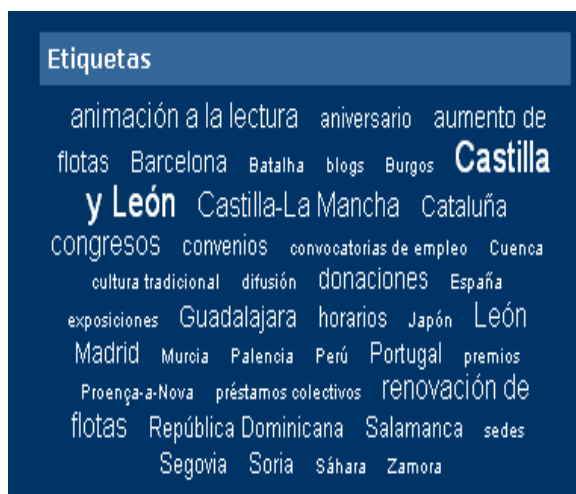 Etiquetas
animación a la lectura aniversario aumento de
flotas Barcelona Batalha blogs Burgos Castilla
y León Castilla-La Mancha Cataluña
congresos convenios convocatorias de empleo Cuenca
cultura tradicional difusión donaciones España
exposiciones Guadalajara horarios Japón León
Madrid Murcia Palencia Perú Portugal premios
Proença-a-Nova préstamos colectivos renovación de
flotas República Dominicana Salamanca sedes
Segovia Soria Sáhara Zamora